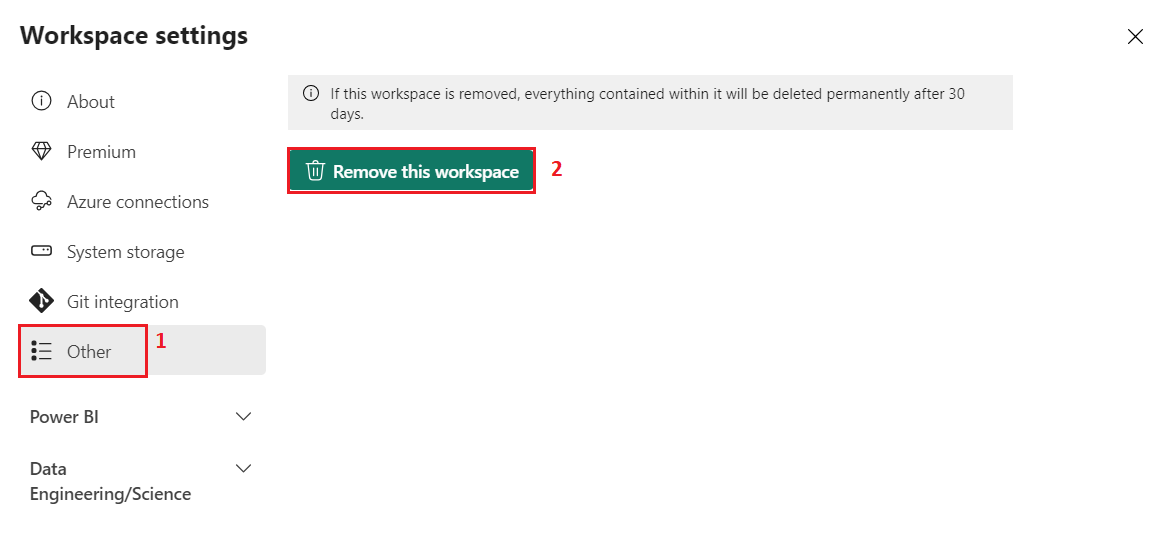 Workspace settings
About
Premium
Azure connections
System storage
Git integration
Other
1
Power BI
Data
Engineering/Science
If this workspace is removed, everything contained within it will be deleted permanently after 30
days.
Remove this workspace
2